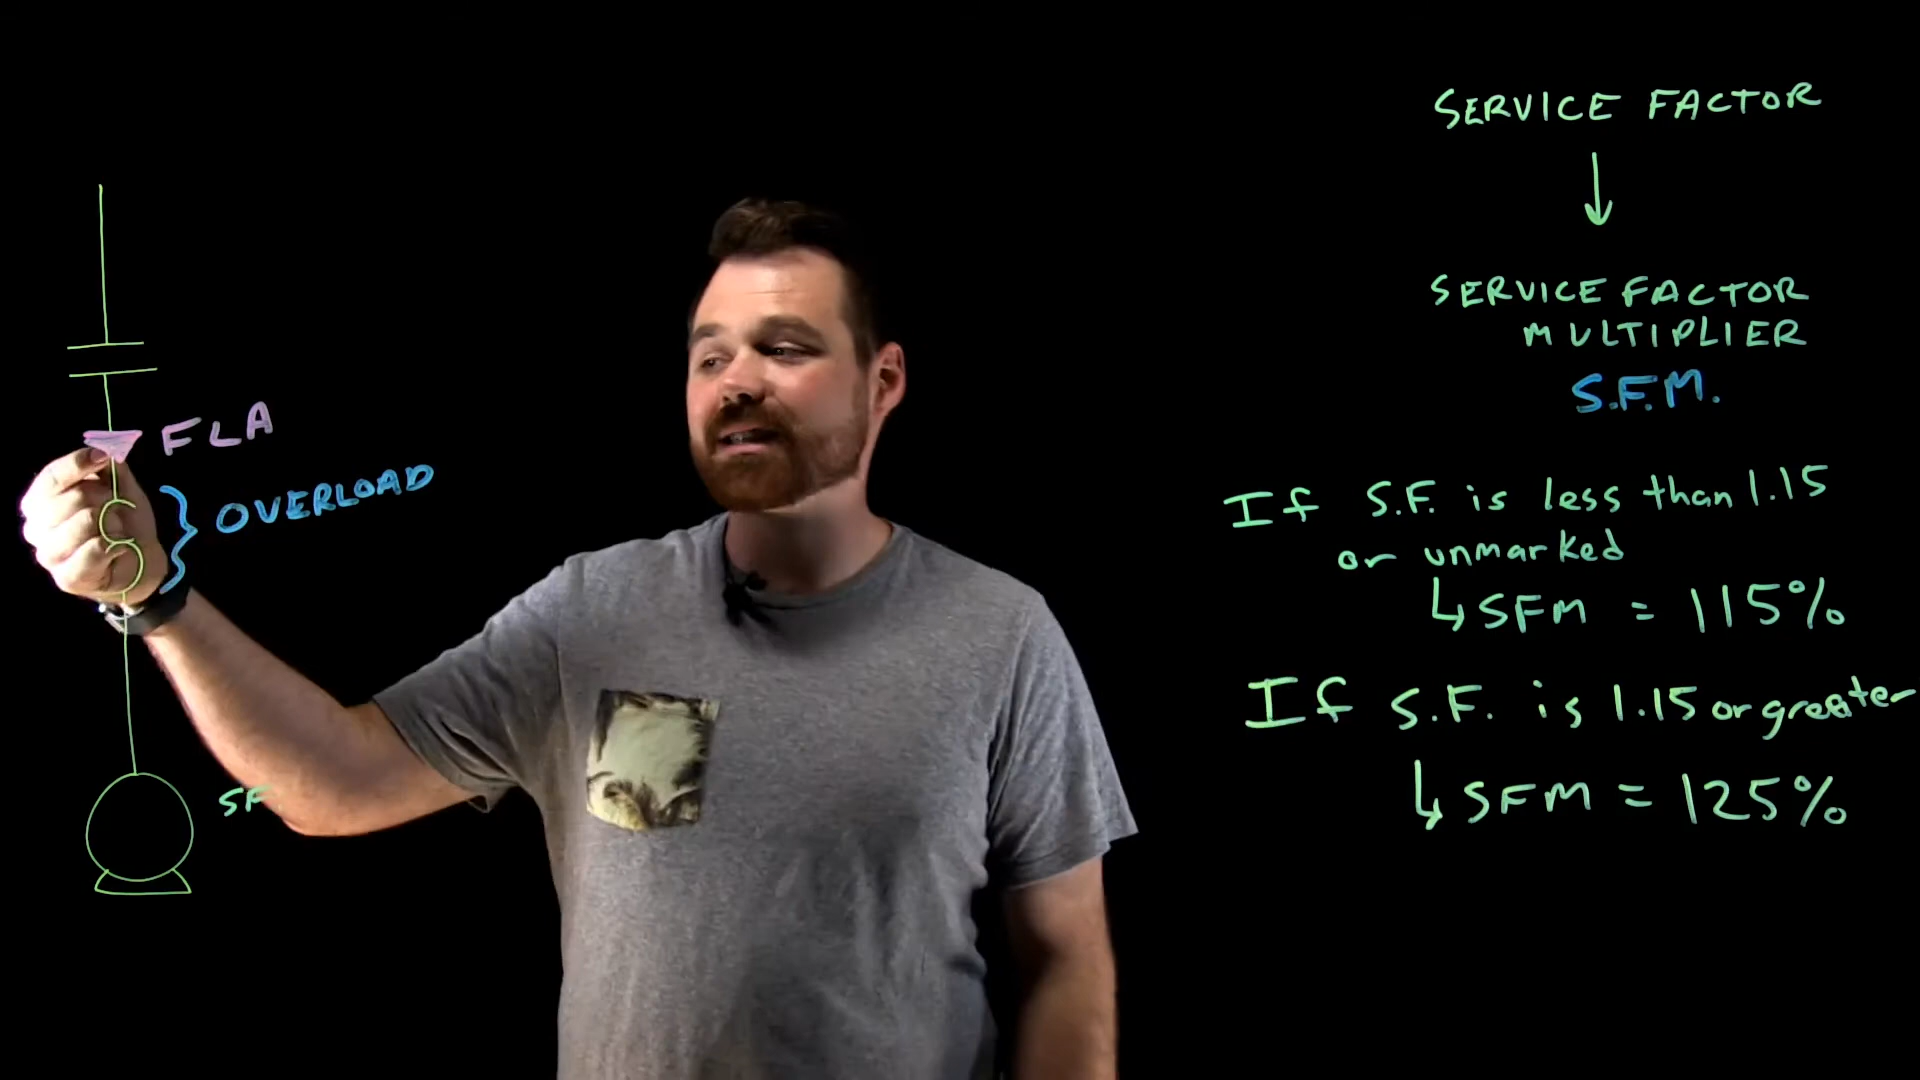 FLA
OVERLOAD
SF
SERVICE FACTOR
SERVICE FACTOR
MULTIPLIER
S.F.M.
If S.F. is less than 1.15
or unmarked
↳ SFM = 115%
If S.F. is 1.15 or greater
↳ SFM = 125%